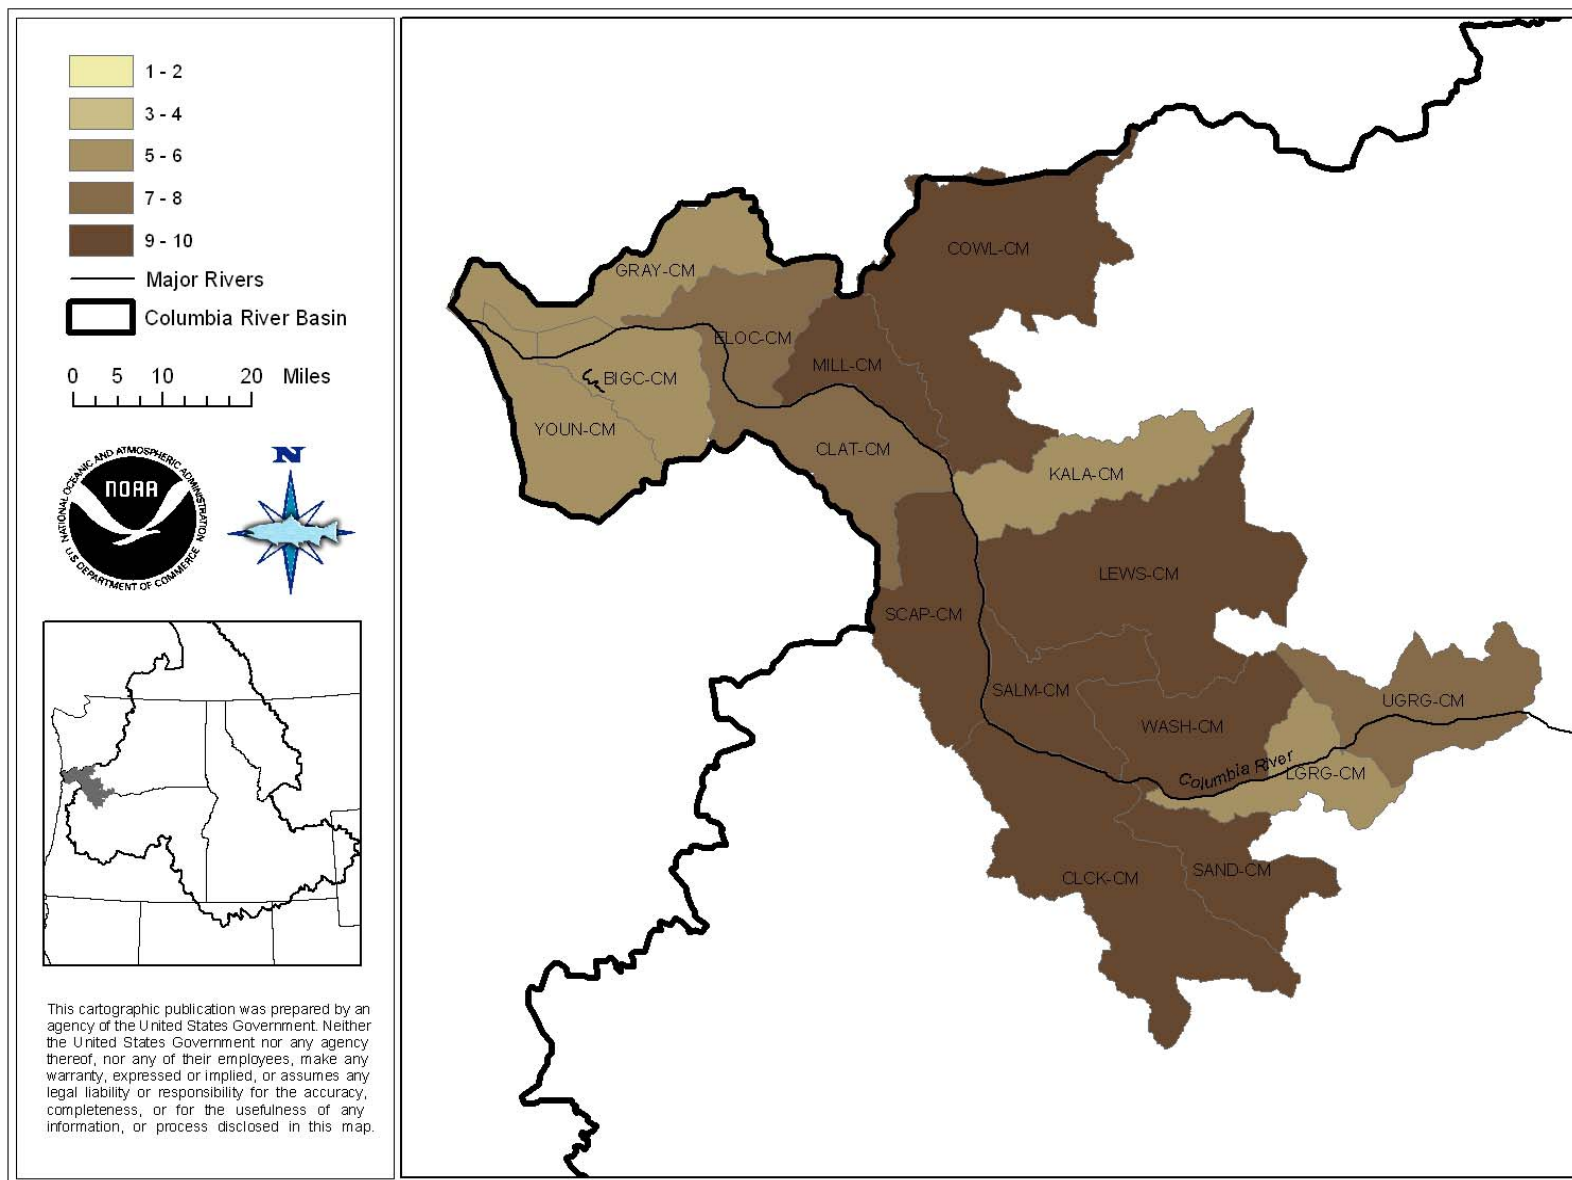 1 - 2
3 - 4
5 - 6
7 - 8
9 - 10
Major Rivers
Columbia River Basin
0 5 10 20 Miles
NATIONAL OCEANIC AND ATMOSPHERIC ADMINISTRATION
NOAA
U.S. DEPARTMENT OF COMMERCE
N
This cartographic publication was prepared by an
agency of the United States Government. Neither
the United States Government nor any agency
thereof, nor any of their employees, make any
warranty, expressed or implied, or assumes any
legal liability or responsibility for the accuracy,
completeness, or for the usefulness of any
information, or process disclosed in this map.
COWL-CM
GRAY-CM
ELOC-CM
MILL-CM
BIGC-CM
YOUN-CM
CLAT-CM
KALA-CM
LEWS-CM
SCAP-CM
SALM-CM
UGRG-CM
WASH-CM
Columbia River
LGRG-CM
SAND-CM
CLCK-CM